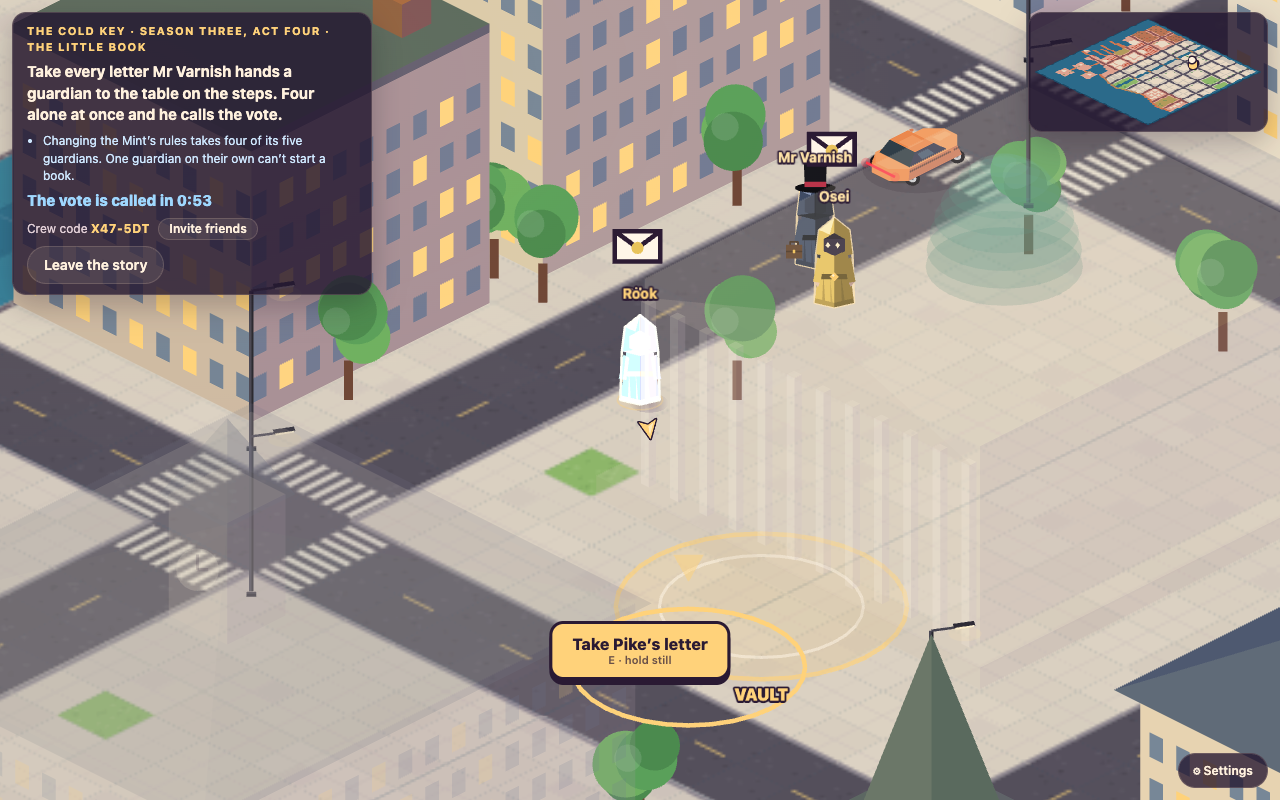 THE COLD KEY · SEASON THREE, ACT FOUR ·
THE LITTLE BOOK
Take every letter Mr Varnish hands a
guardian to the table on the steps. Four
alone at once and he calls the vote.
• Changing the Mint's rules takes four of its five
guardians. One guardian on their own can't start a
book.
The vote is called in 0:53
Crew code X47-5DT
Invite friends
Leave the story
Mr Varnish
Osei
Take Pike's letter
E · hold still
VAULT
⚙ Settings